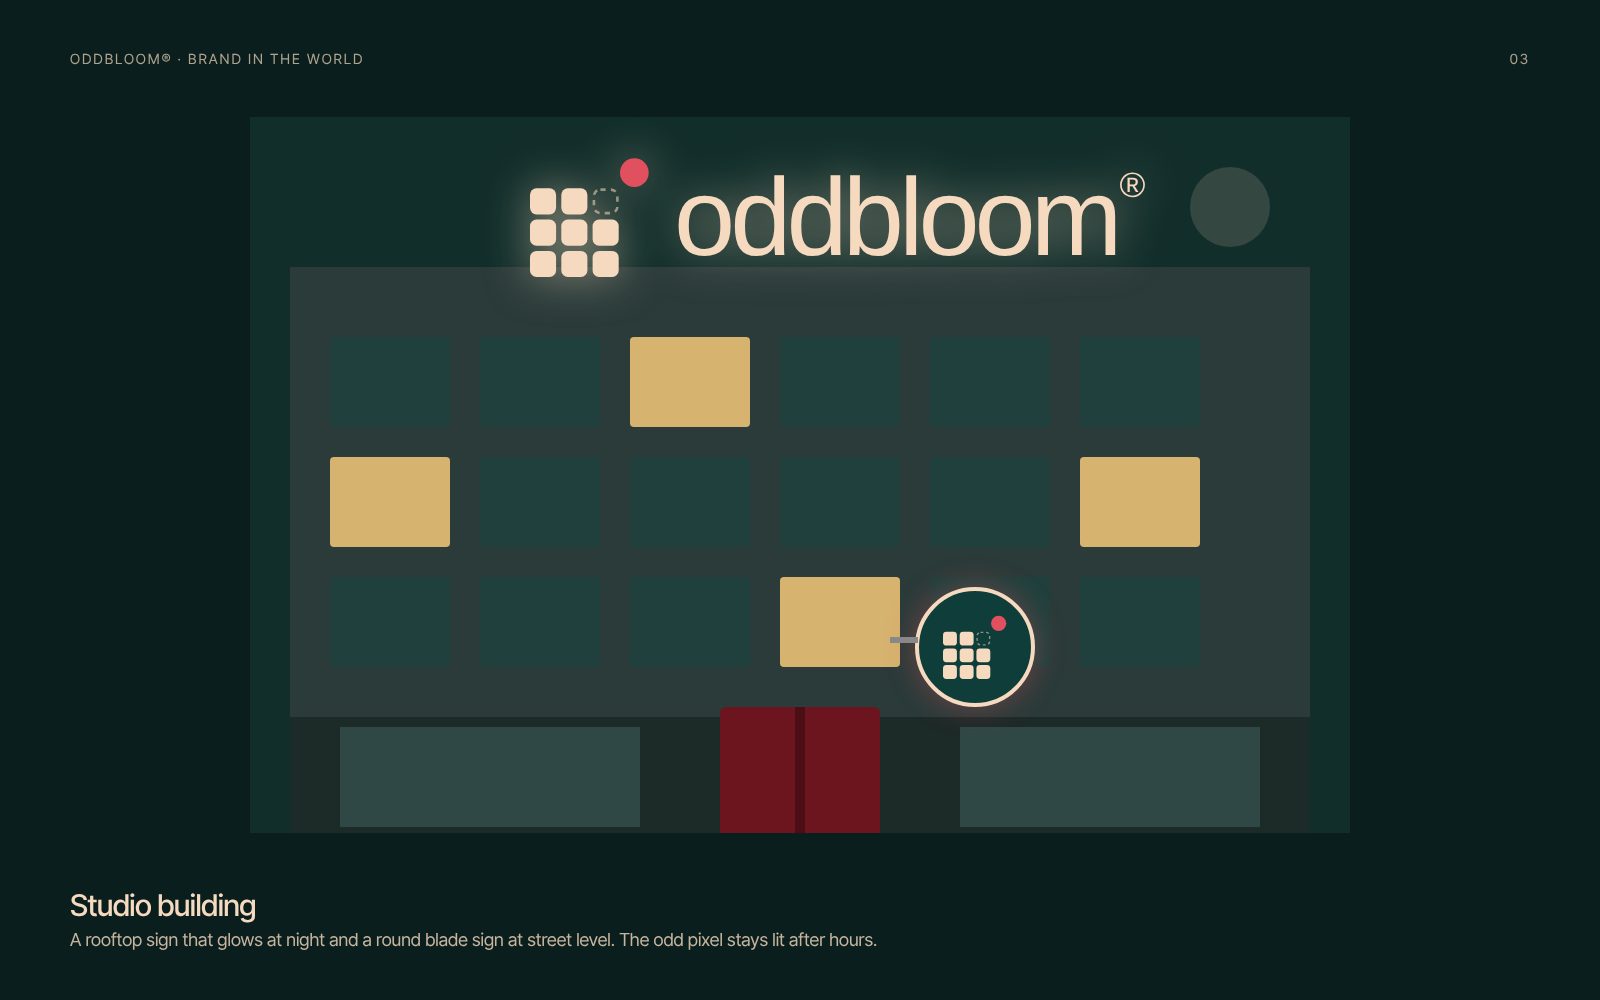 ODDBLOOM® · BRAND IN THE WORLD
03
oddbloom®
Studio building
A rooftop sign that glows at night and a round blade sign at street level. The odd pixel stays lit after hours.